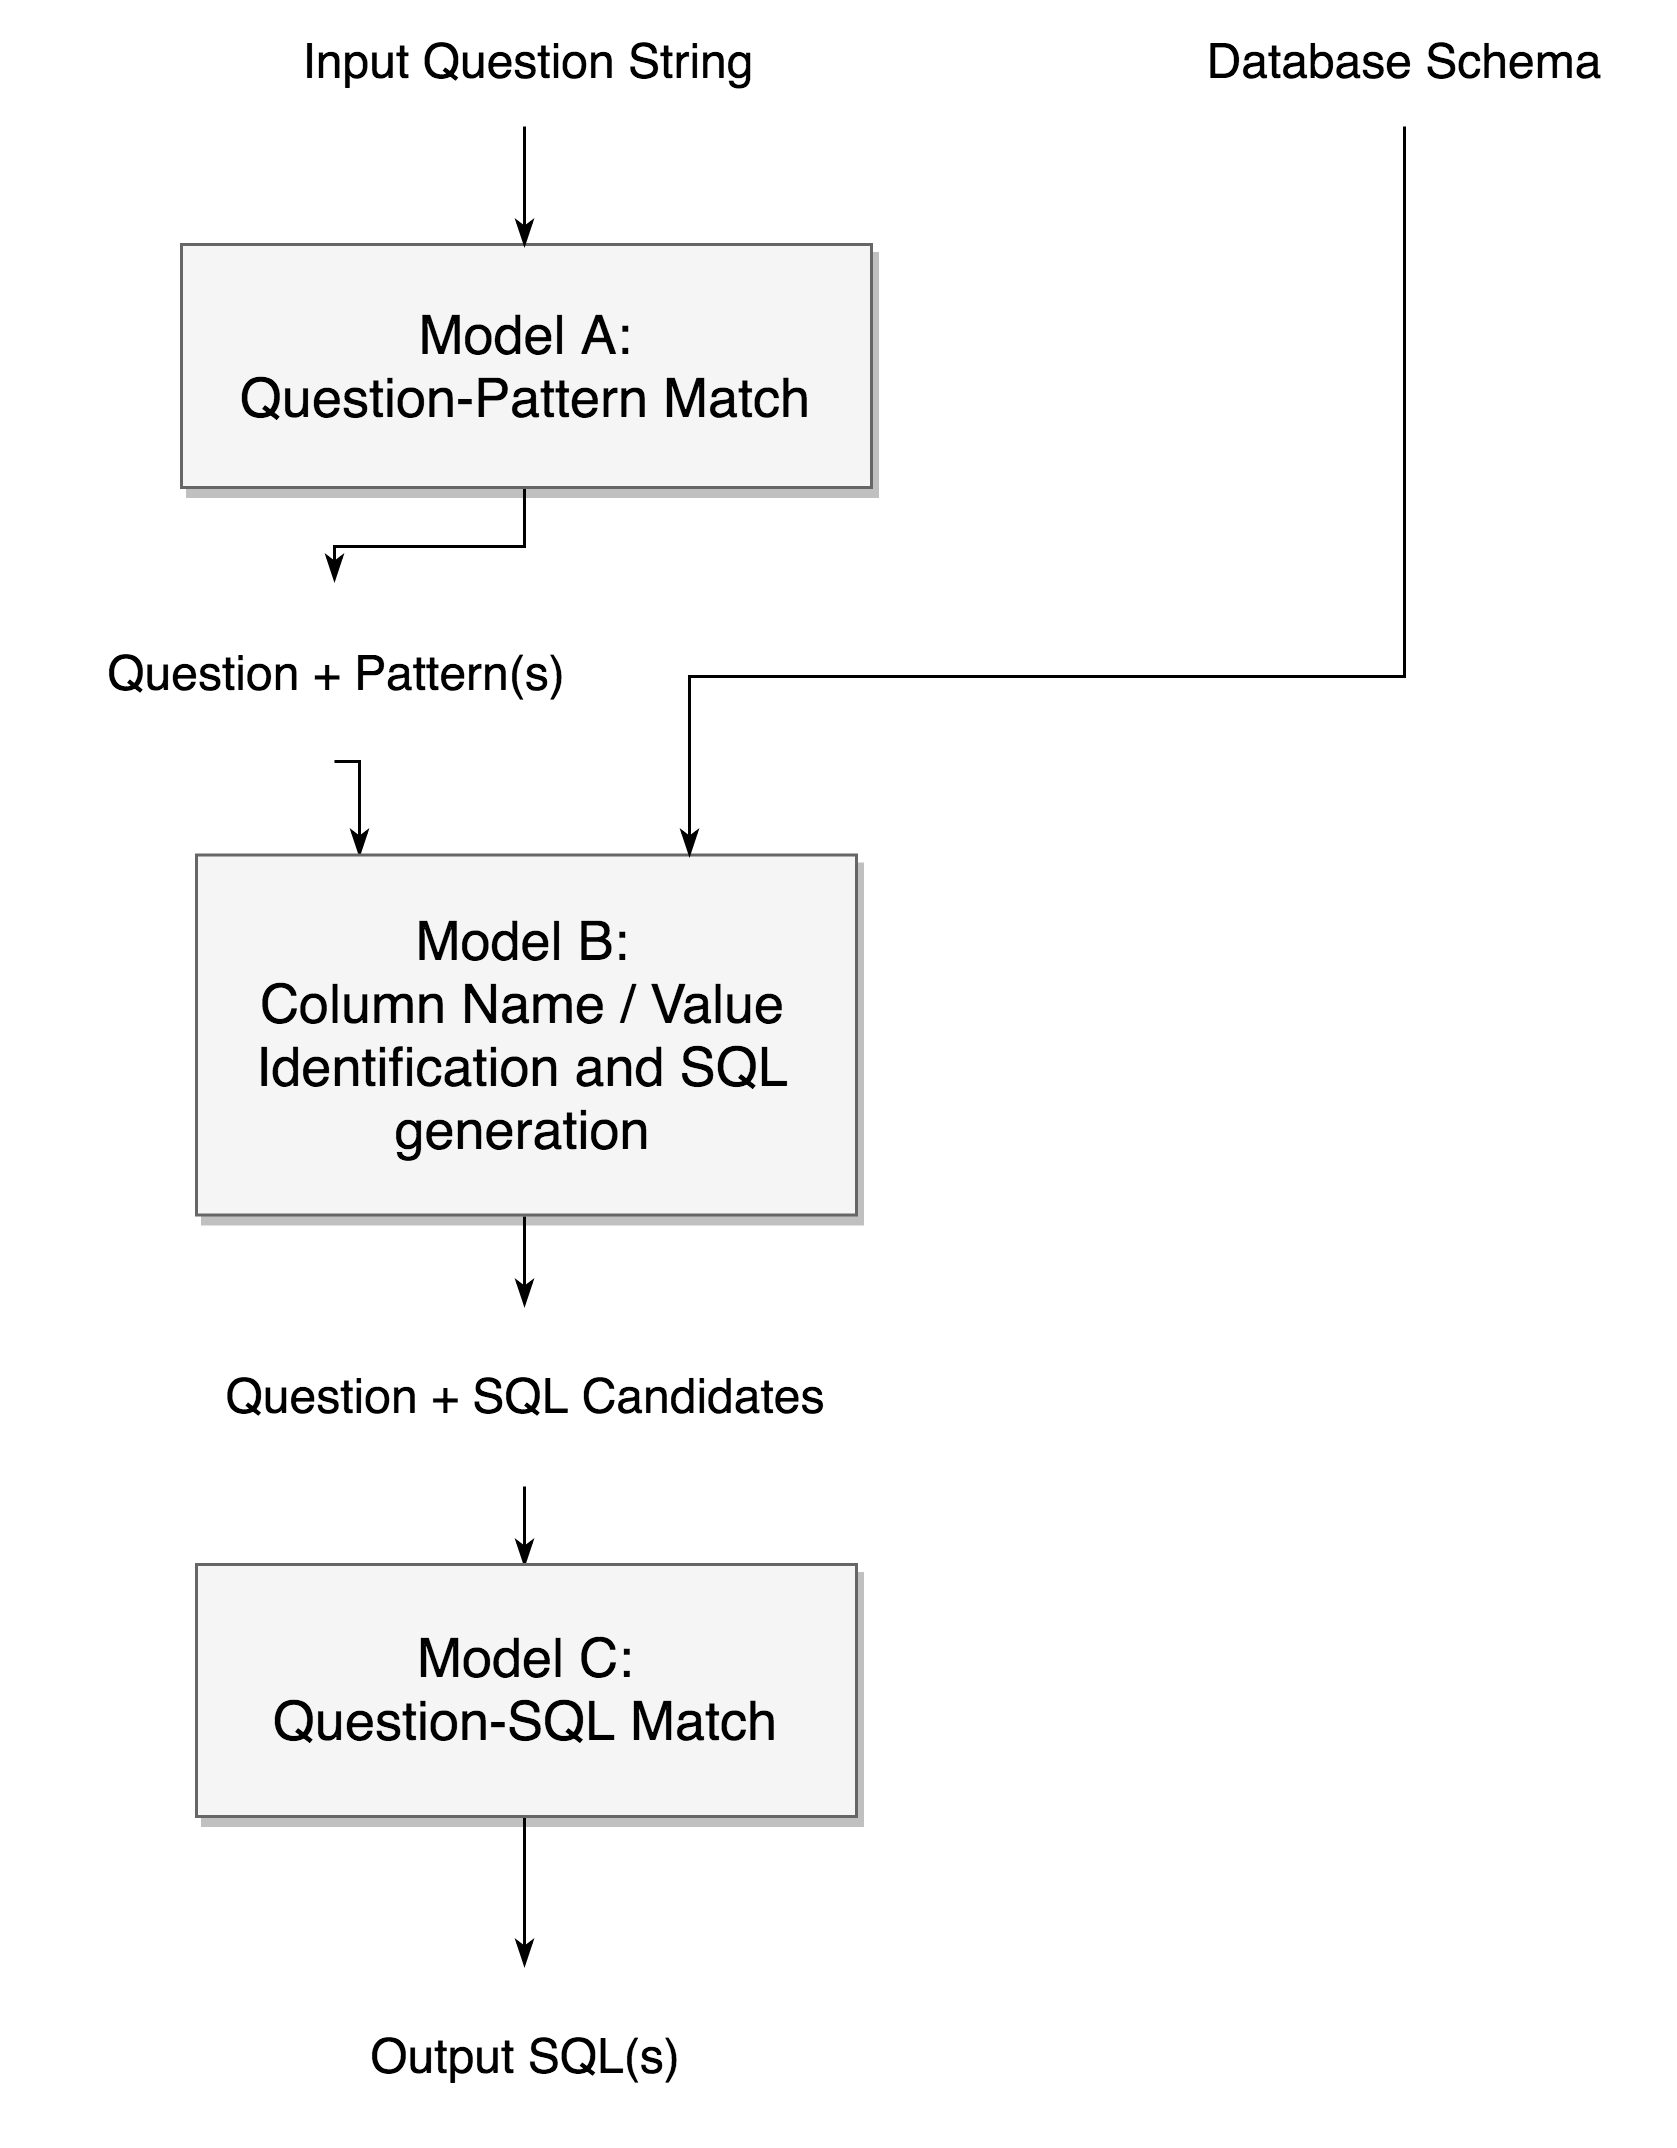 Input Question String
Database Schema
Model A:
Question-Pattern Match
Question + Pattern(s)
Model B:
Column Name / Value
Identification and SQL
generation
Question + SQL Candidates
Model C:
Question-SQL Match
Output SQL(s)